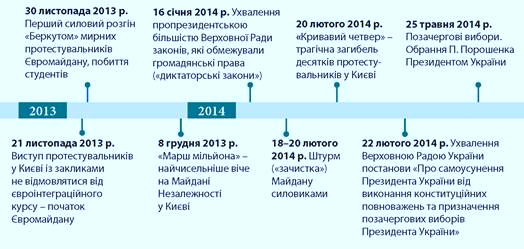 30 листопада 2013 р.
Перший силовий розгін
«Беркутом» мирних
протестувальників
Євромайдану, побиття
студентів
16 січня 2014 р. Ухвалення
пропрезидентською
більшістю Верховної Ради
законів, які обмежували
громадянські права
(«диктаторські закони»)
20 лютого 2014 р.
«Кривавий четвер» –
трагічна загибель
десятків протесту-
вальників у Києві
25 травня 2014 р.
Позачергові вибори.
Обрання П. Порошенка
Президентом України
2013
2014
21 листопада 2013 р.
Виступ протестувальників
у Києві із закликами
не відмовлятися від
євроінтеграційного
курсу – початок
Євромайдану
8 грудня 2013 р.
«Марш мільйона» –
найчисельніше віче
на Майдані
Незалежності
у Києві
18–20 лютого
2014 р. Штурм
(«зачистка»)
Майдану
силовиками
22 лютого 2014 р. Ухвалення
Верховною Радою України
постанови «Про самоусунення
Президента України від
виконання конституційних
повноважень та призначення
позачергових виборів
Президента України»